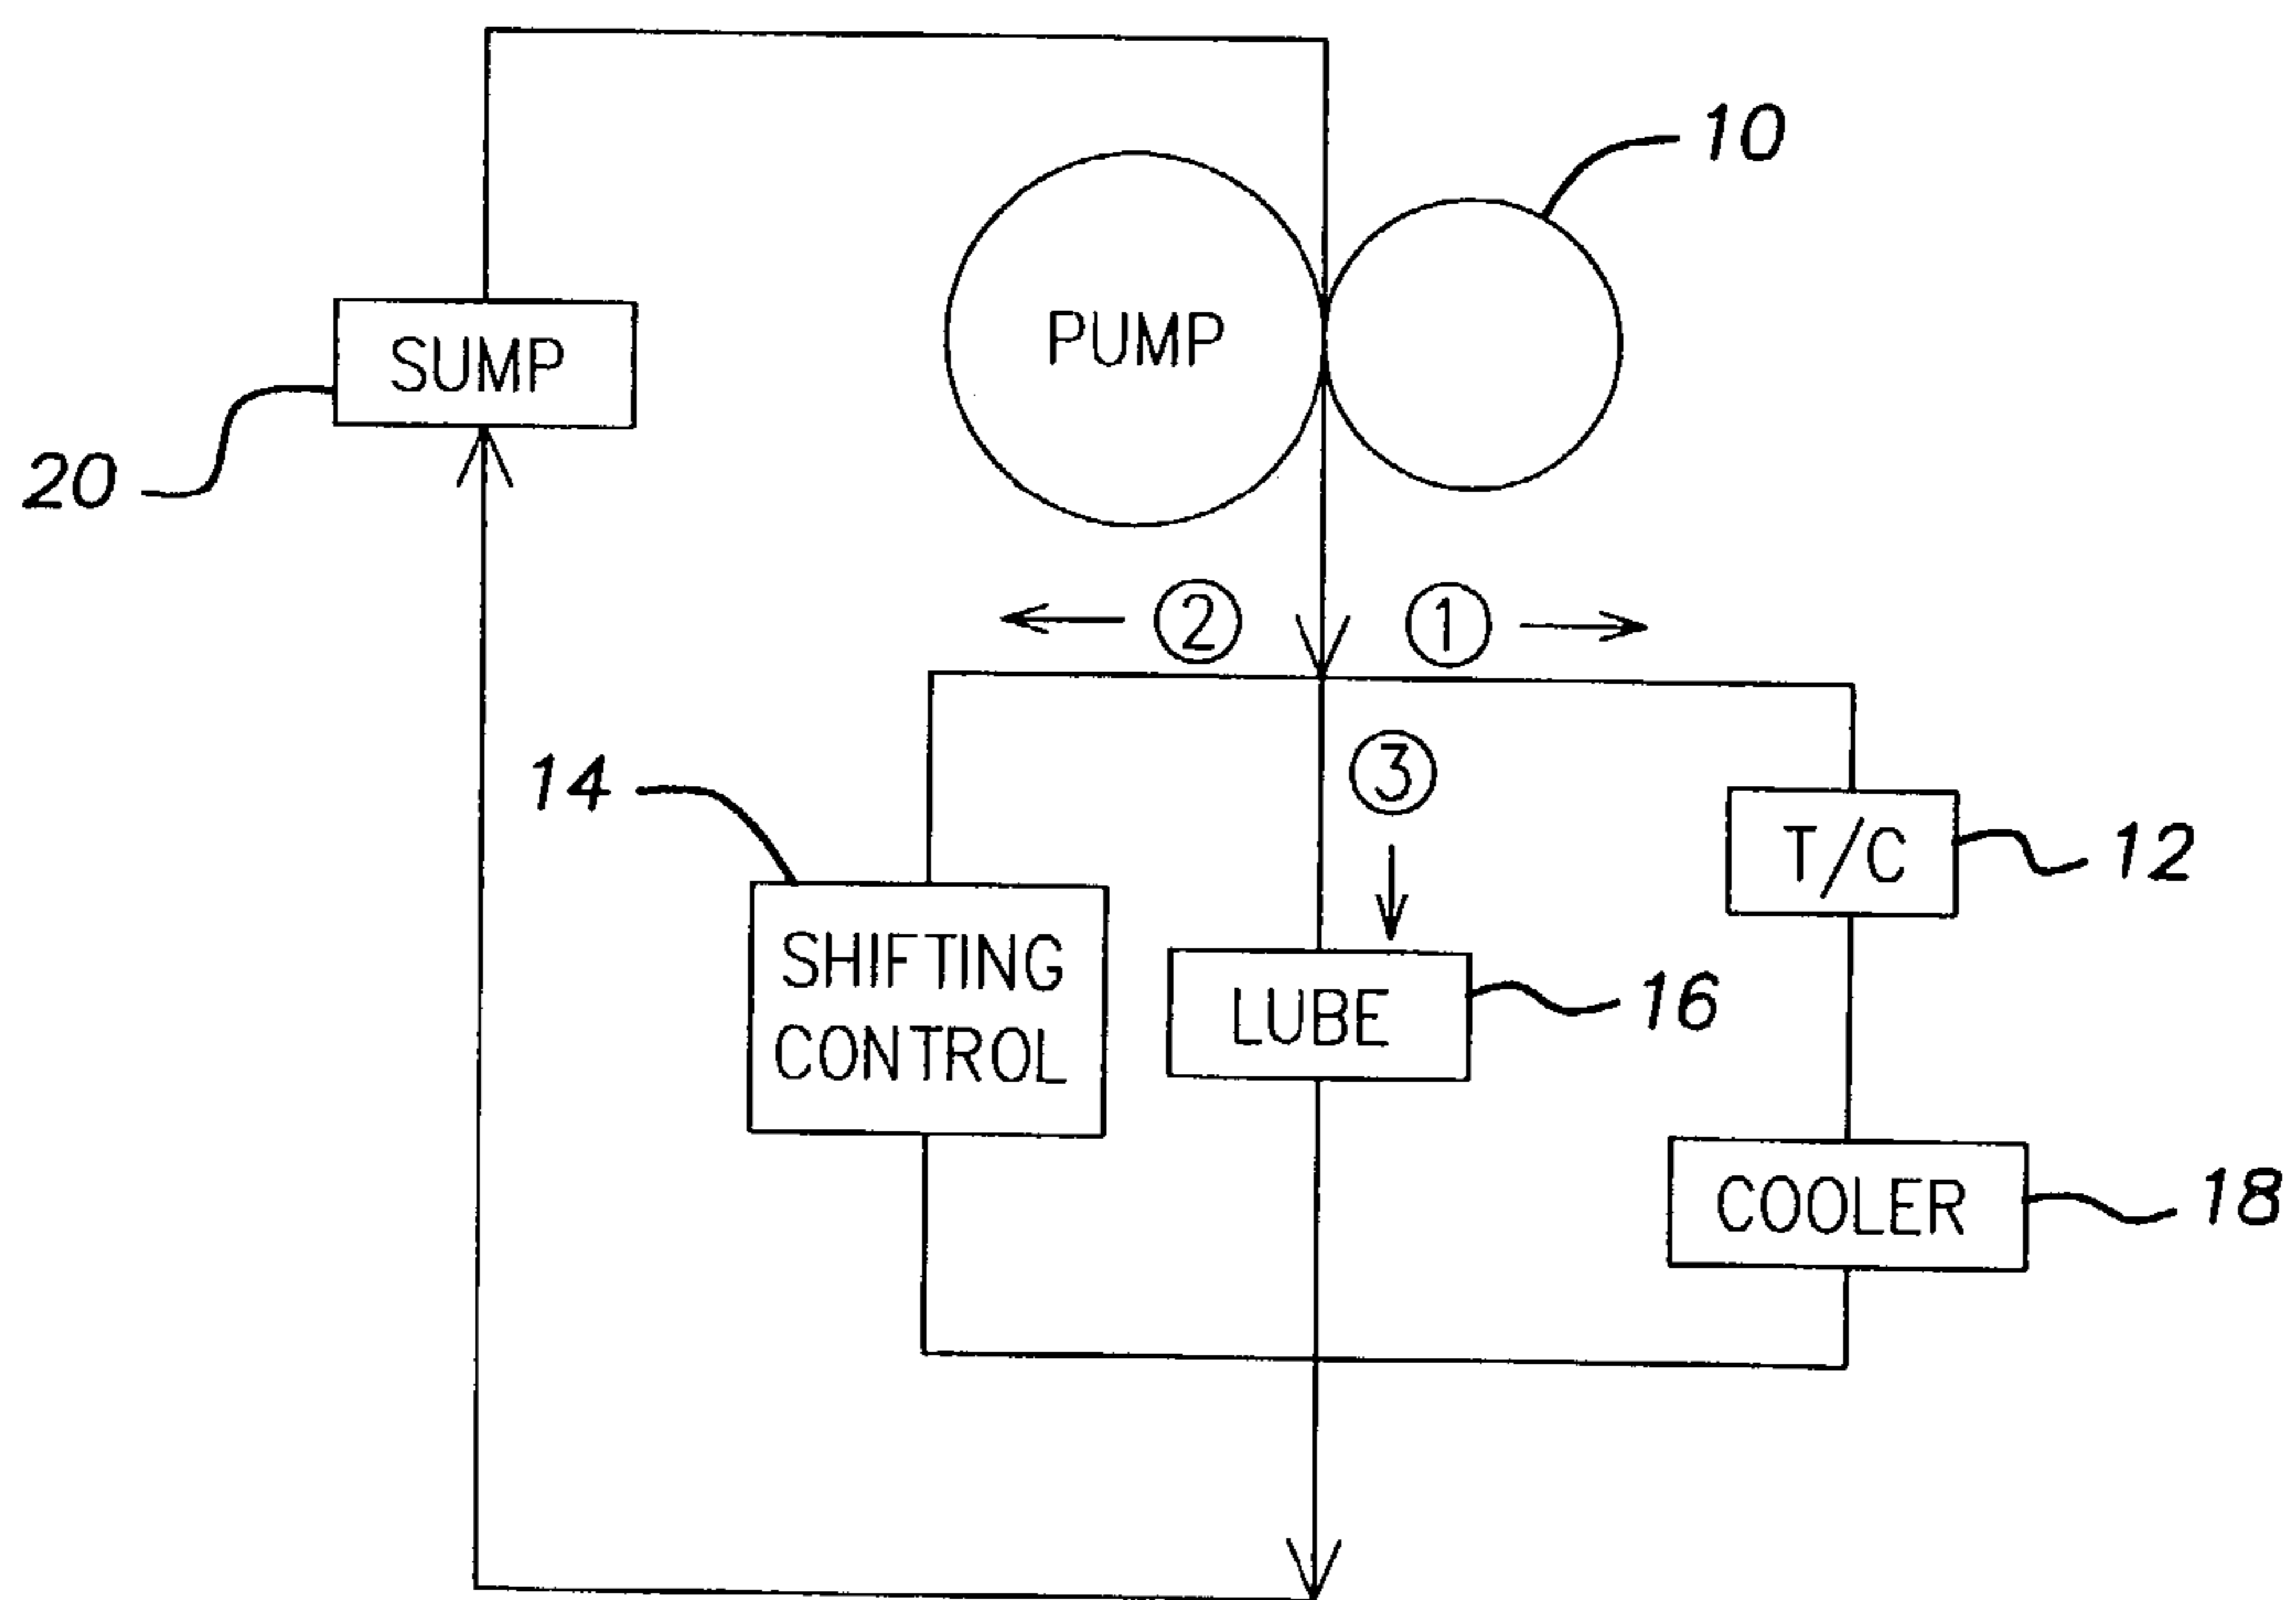 10
PUMP
SUMP
20
2
1
3
14
T/C
12
SHIFTING
CONTROL
LUBE
16
COOLER
18